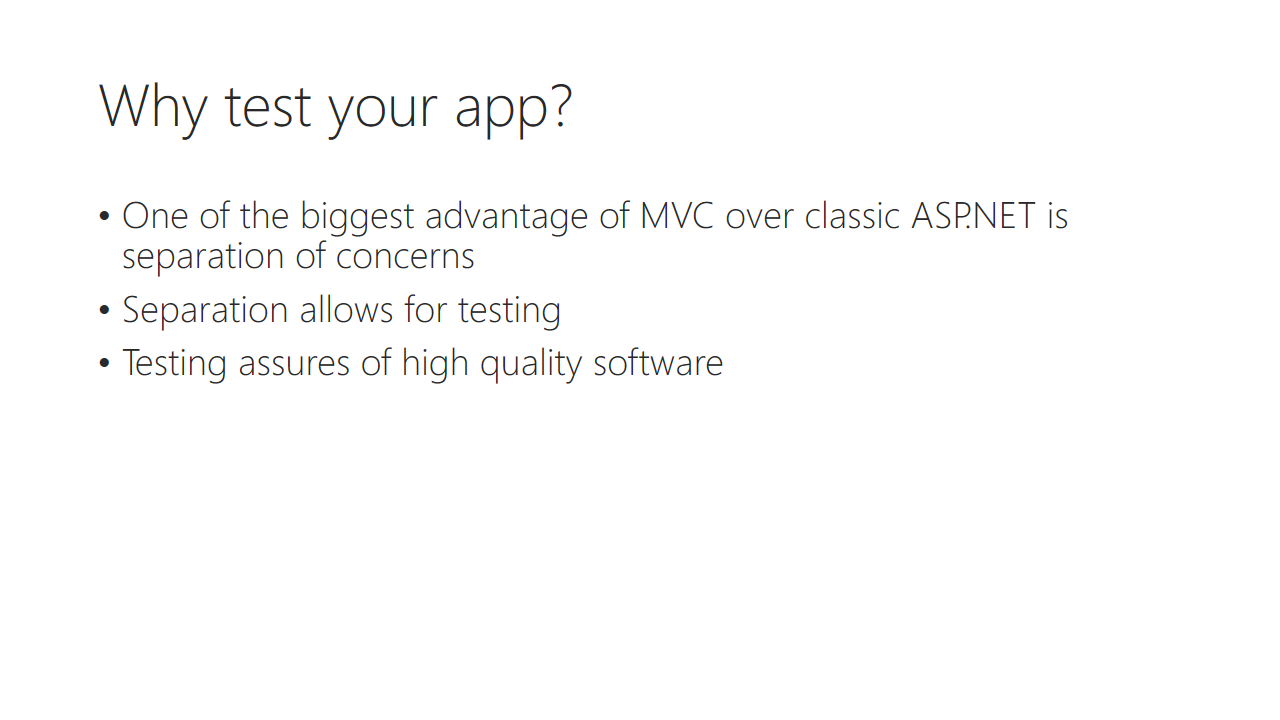 Why test your app?
• One of the biggest advantage of MVC over classic ASP.NET is
separation of concerns
• Separation allows for testing
• Testing assures of high quality software